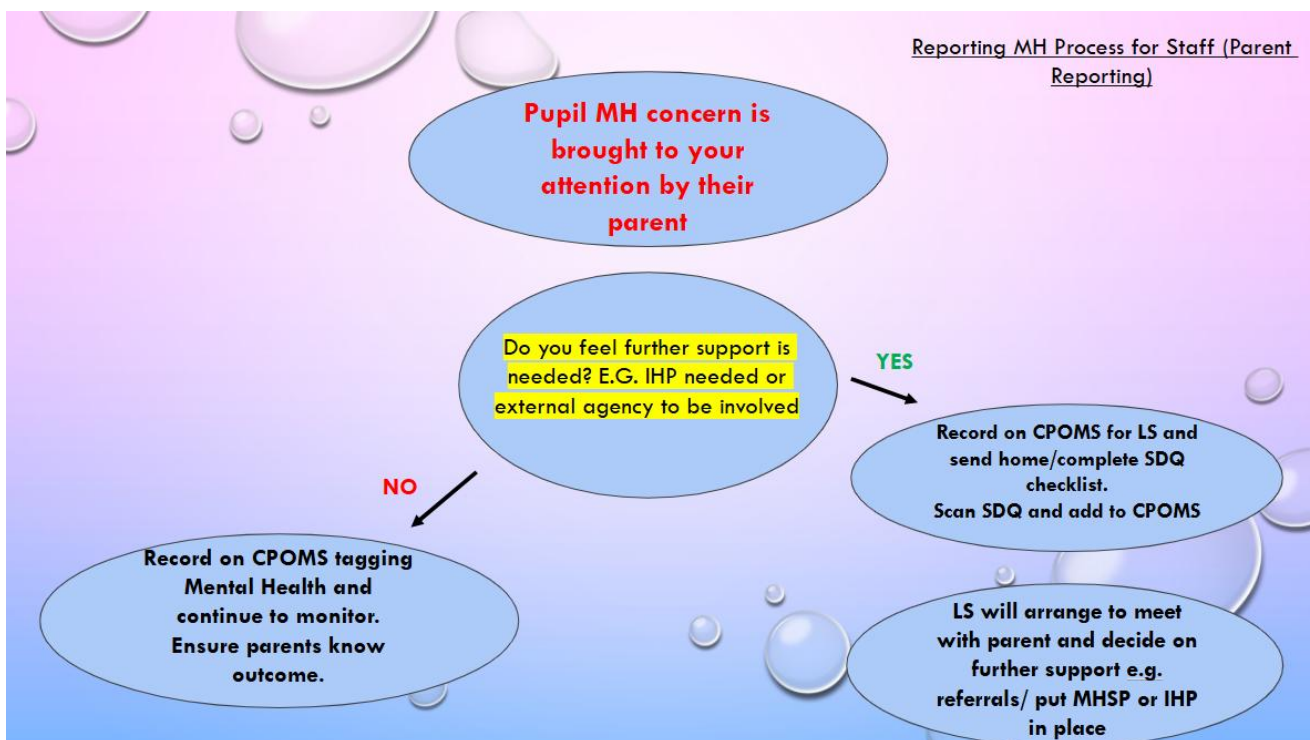 Reporting MH Process for Staff (Parent
Reporting)
Pupil MH concern is
brought to your
attention by their
parent
Do you feel further support is
needed? E.G. IHP needed or
external agency to be involved
YES
Record on CPOMS for LS and
send home/complete SDQ
checklist.
Scan SDQ and add to CPOMS
NO
Record on CPOMS tagging
Mental Health and
continue to monitor.
Ensure parents know
outcome.
LS will arrange to meet
with parent and decide on
further support e.g.
referrals/ put MHSP or IHP
in place